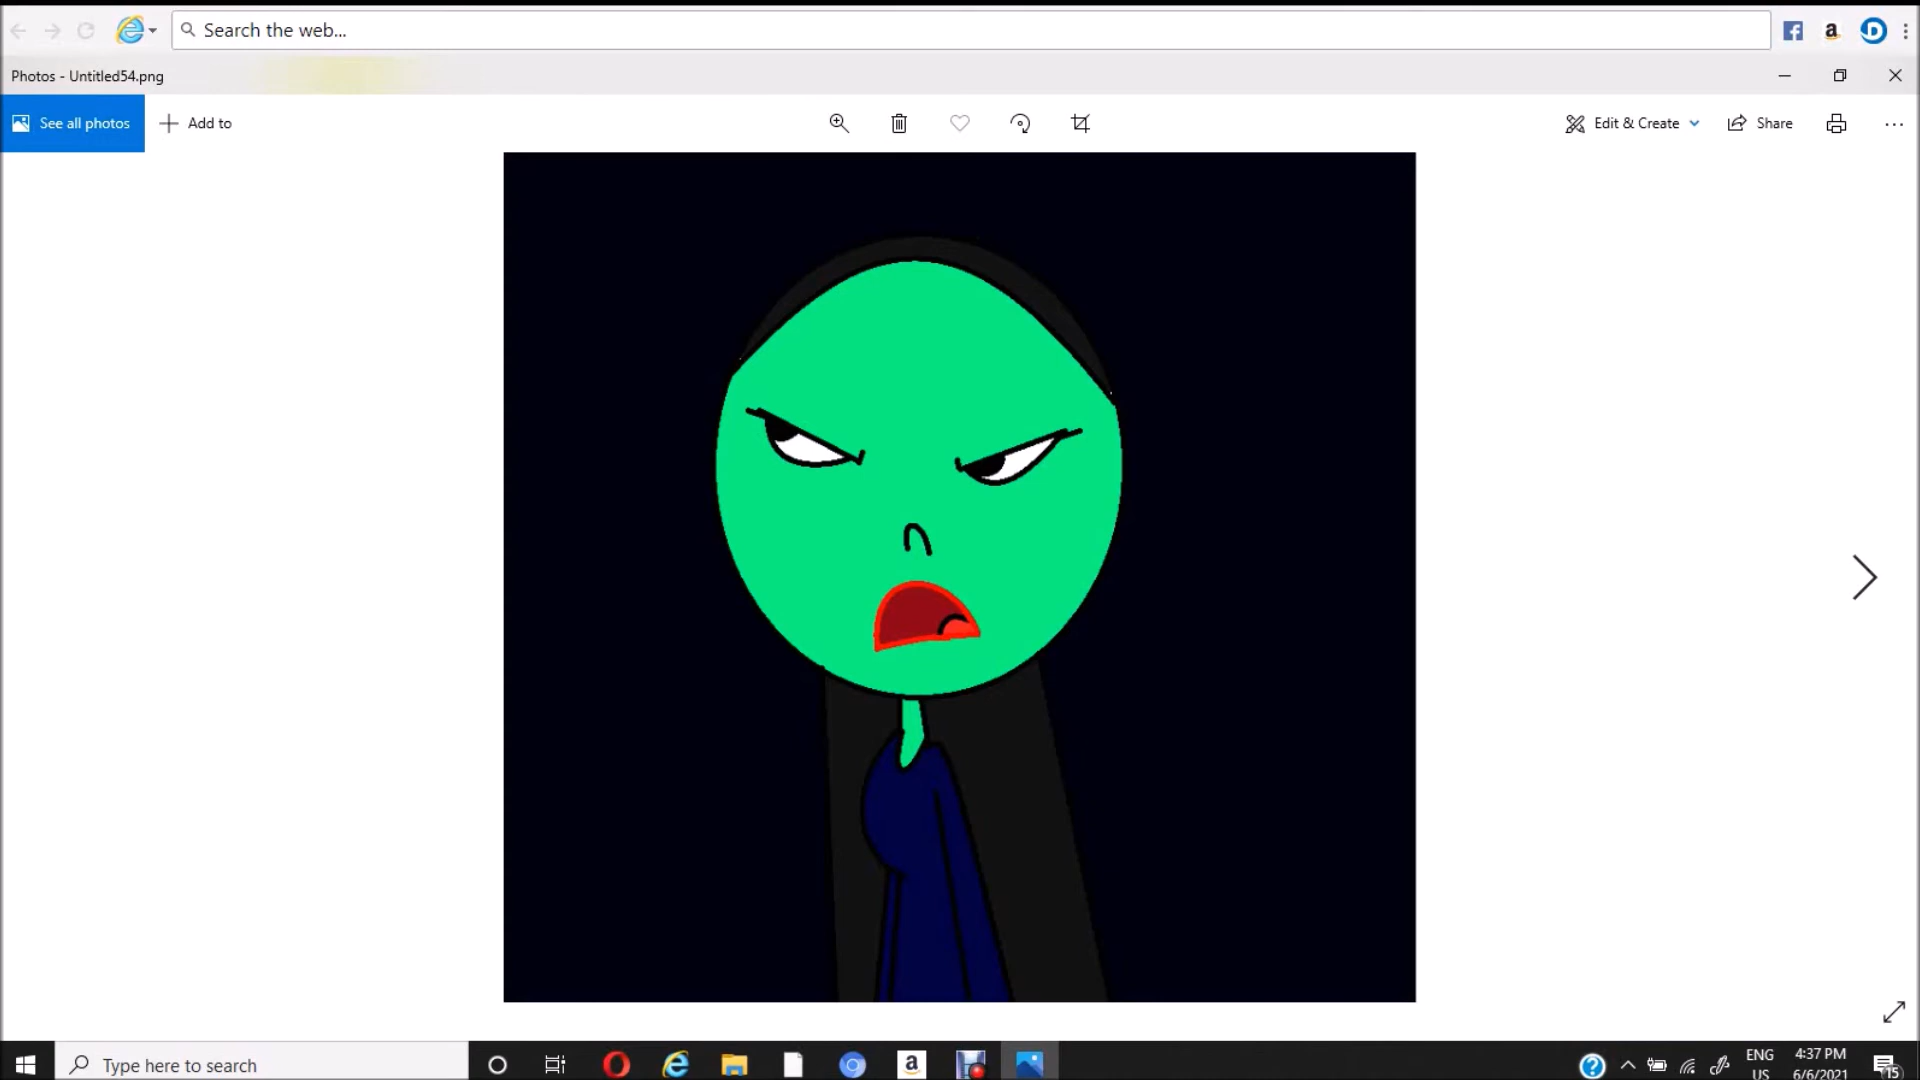 Search the web...
a
Photos - Untitled54.png
See all photos
Add to
Edit & Create
Share
Type here to search
a
ENG
US
4:37 PM
6/6/2021
15